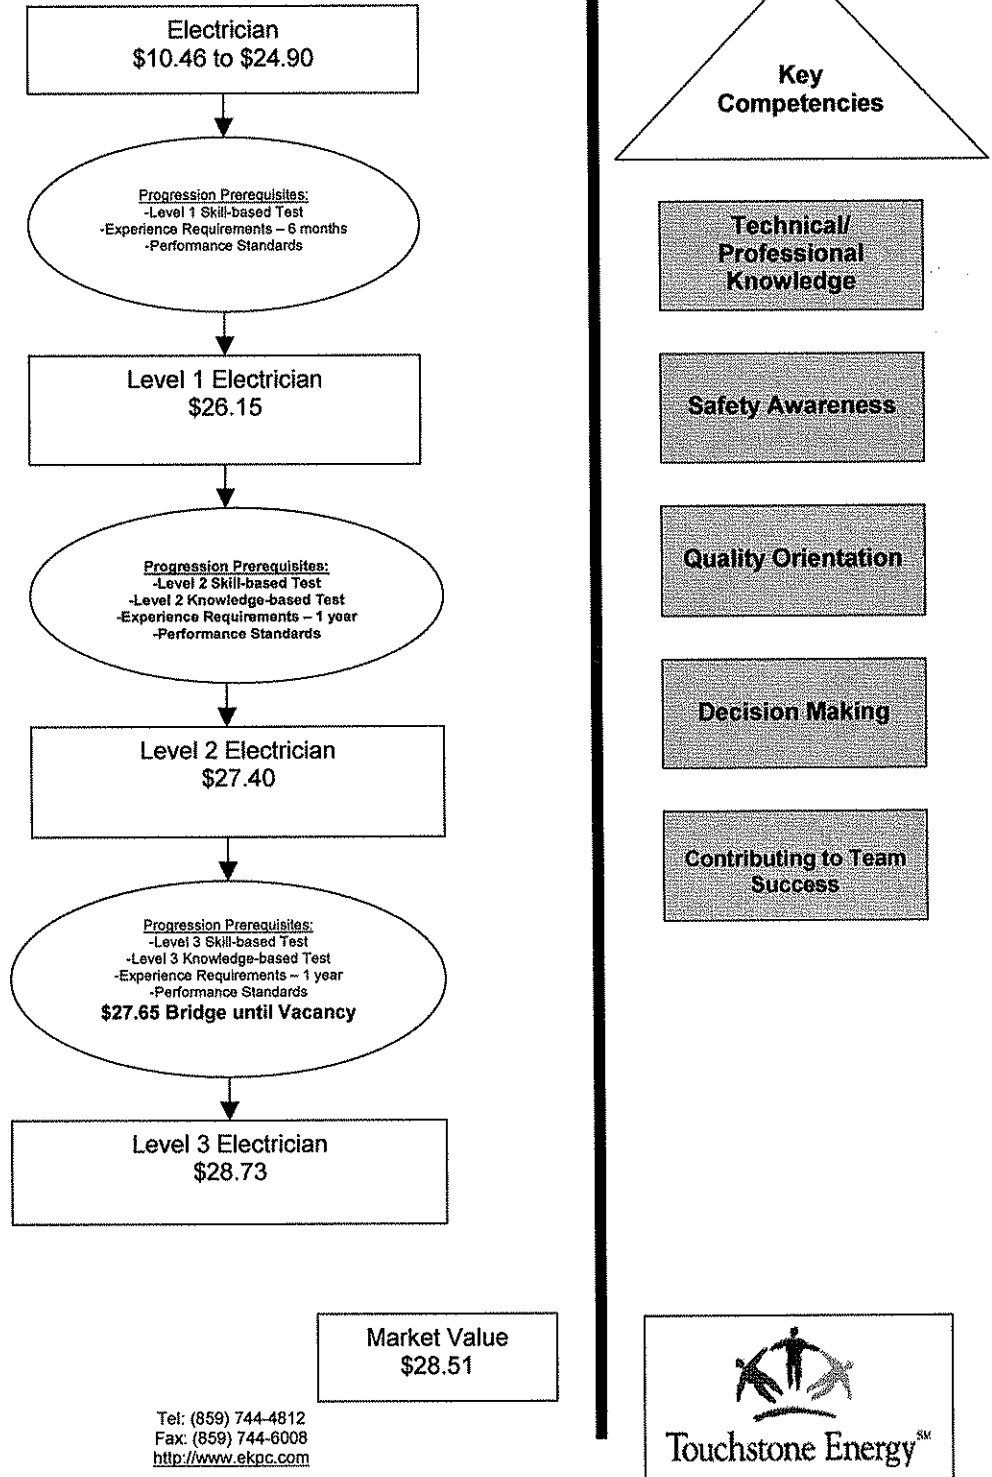 Electrician
$10.46 to $24.90
Progression Prerequisites:
-Level 1 Skill-based Test
-Experience Requirements – 6 months
-Performance Standards
Level 1 Electrician
$26.15
Progression Prerequisites:
-Level 2 Skill-based Test
-Level 2 Knowledge-based Test
-Experience Requirements – 1 year
-Performance Standards
Level 2 Electrician
$27.40
Progression Prerequisites:
-Level 3 Skill-based Test
-Level 3 Knowledge-based Test
-Experience Requirements – 1 year
-Performance Standards
$27.65 Bridge until Vacancy
Level 3 Electrician
$28.73
Market Value
$28.51
Tel: (859) 744-4812
Fax: (859) 744-6008
http://www.ekpc.com
Key
Competencies
Technical/
Professional
Knowledge
Safety Awareness
Quality Orientation
Decision Making
Contributing to Team
Success
Touchstone Energy℠